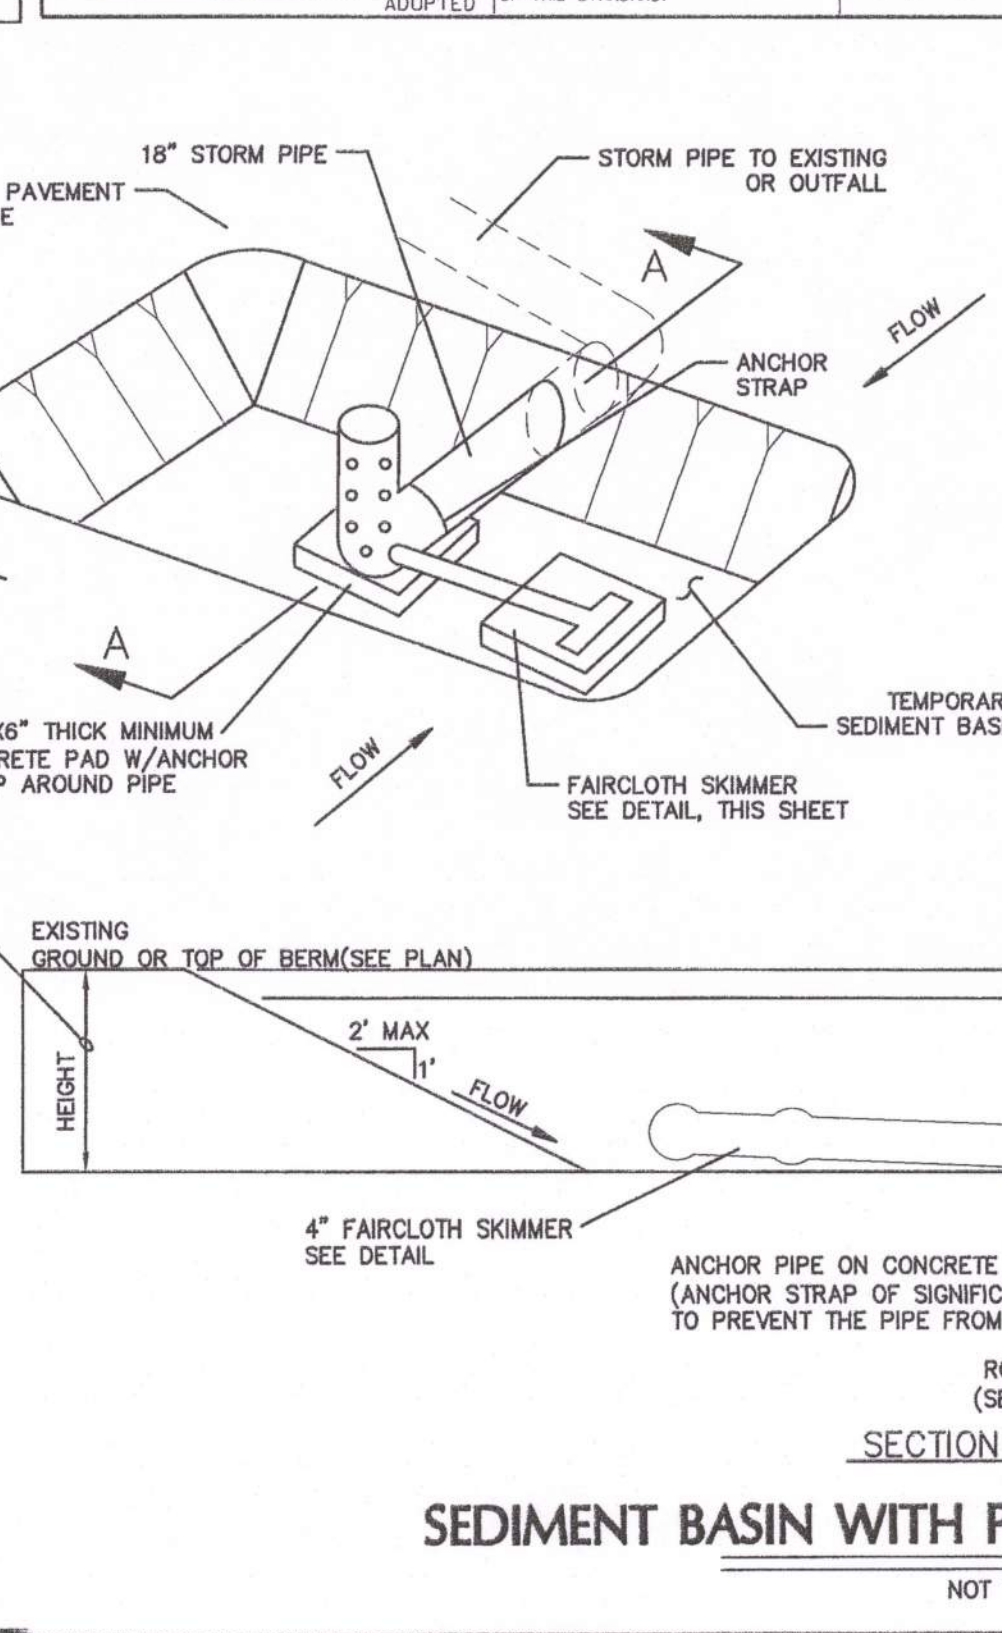 ADOPTED
18" STORM PIPE
STORM PIPE TO EXISTING
OR OUTFALL
PAVEMENT
E
A
FLOW
ANCHOR
STRAP
A
X6" THICK MINIMUM
RETE PAD W/ANCHOR
P AROUND PIPE
FLOW
TEMPORAR
SEDIMENT BAS
FAIRCLOTH SKIMMER
SEE DETAIL, THIS SHEET
EXISTING
GROUND OR TOP OF BERM(SEE PLAN)
2' MAX
1'
HEIGHT
FLOW
4" FAIRCLOTH SKIMMER
SEE DETAIL
ANCHOR PIPE ON CONCRETE
(ANCHOR STRAP OF SIGNIFIC
TO PREVENT THE PIPE FROM
RO
(SE
SECTION
SEDIMENT BASIN WITH P
NOT